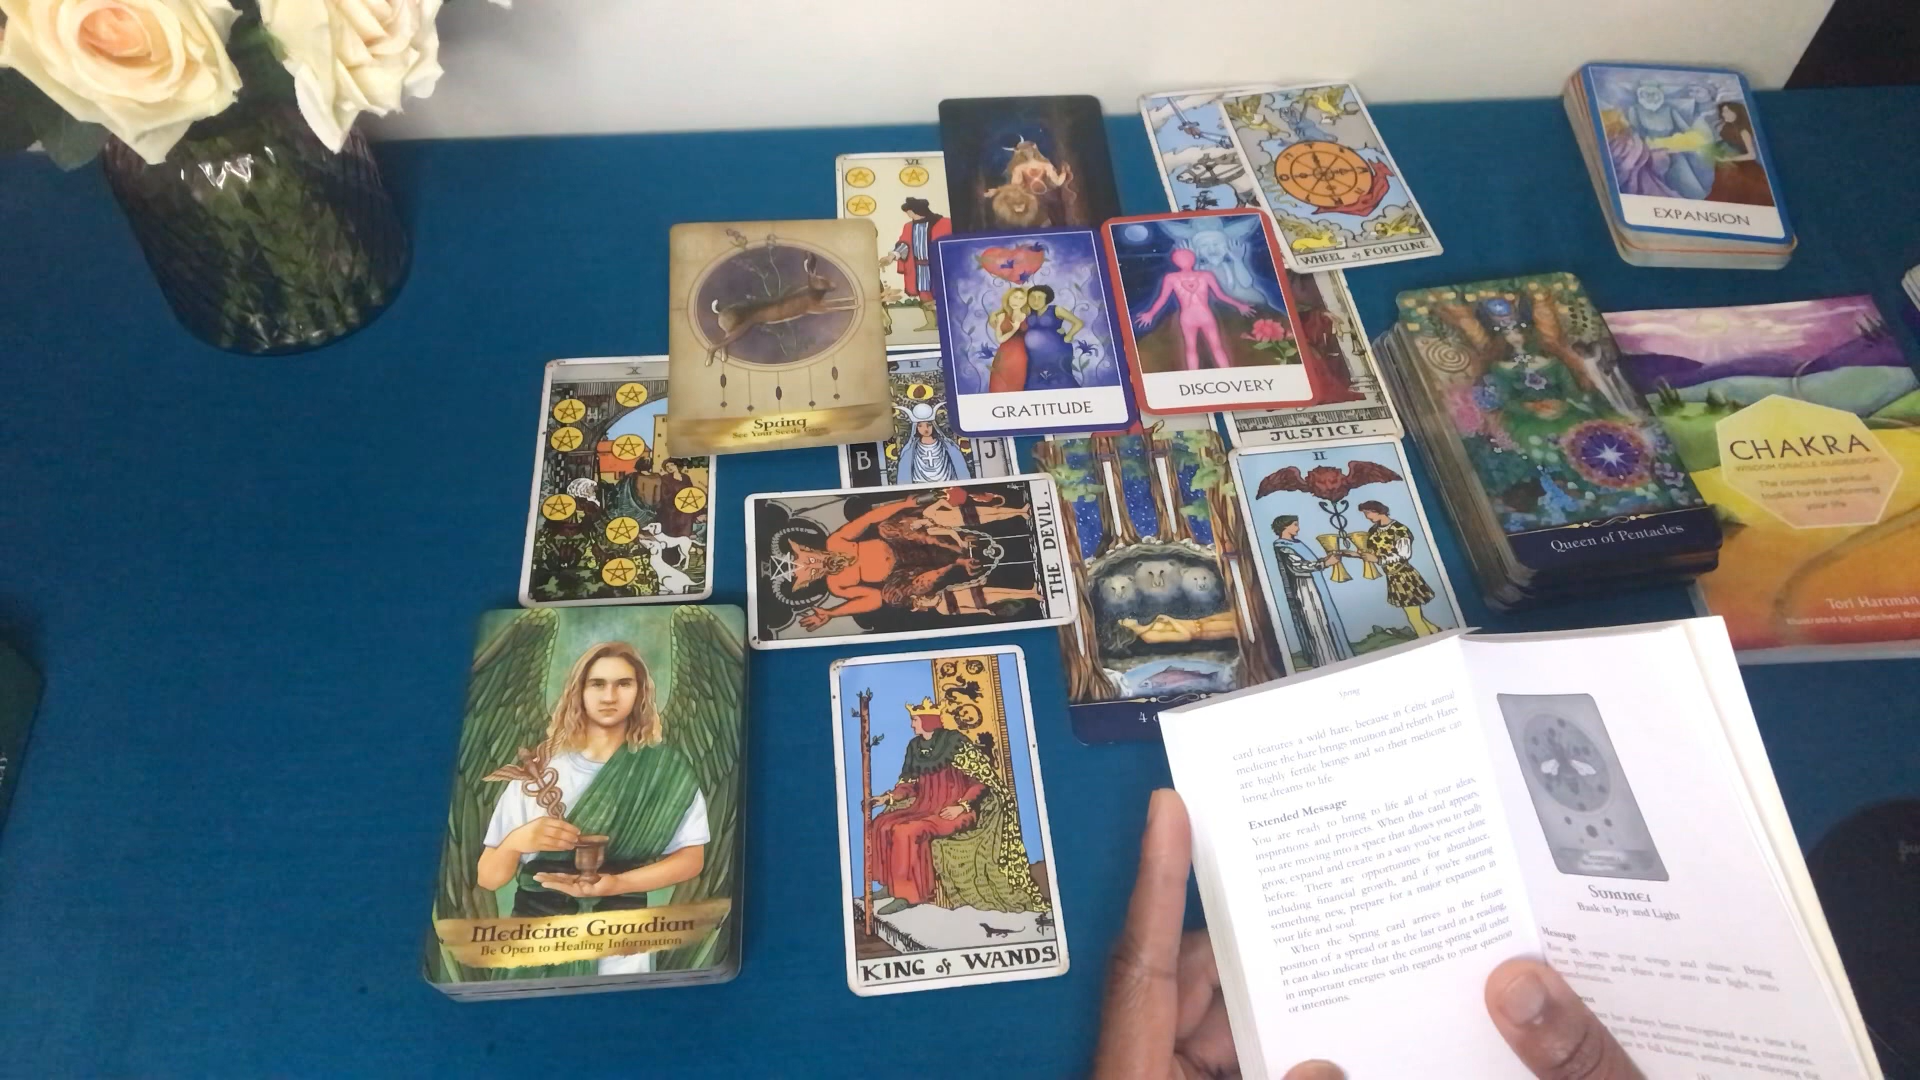 VI
WHEEL of FORTUNE
EXPANSION
X
Spring
See Your Seeds Grow
II
B
J
GRATITUDE
DISCOVERY
JUSTICE.
II
THE DEVIL.
Queen of Pentacles
CHAKRA
WISDOM ORACLE GUIDEBOOK
The complete spiritual
toolkit for transforming
your life
Tori Hartman
Illustrated by Gretchen
4
Medicine Guardian
Be Open to Healing Information
KING of WANDS
Spring
card features a wild hare, because in Celtic animal
medicine the hare brings intuition and rebirth. Hares
are highly fertile beings and so their medicine can
bring dreams to life.
Extended Message
You are ready to bring to life all of your ideas,
inspirations and projects. When this card appears,
you are moving into a space that allows you to really
grow, expand and create in a way you've never done
before. There are opportunities for abundance,
including financial growth, and if you're starting
something new, prepare for a major expansion in
your life and soul.
When the Spring card arrives in the future
position of a spread or as the last card in a reading,
it can also indicate that the coming spring will usher
in important energies with regards to your question
or intentions.
Summer
Bask in Joy and Light
Message